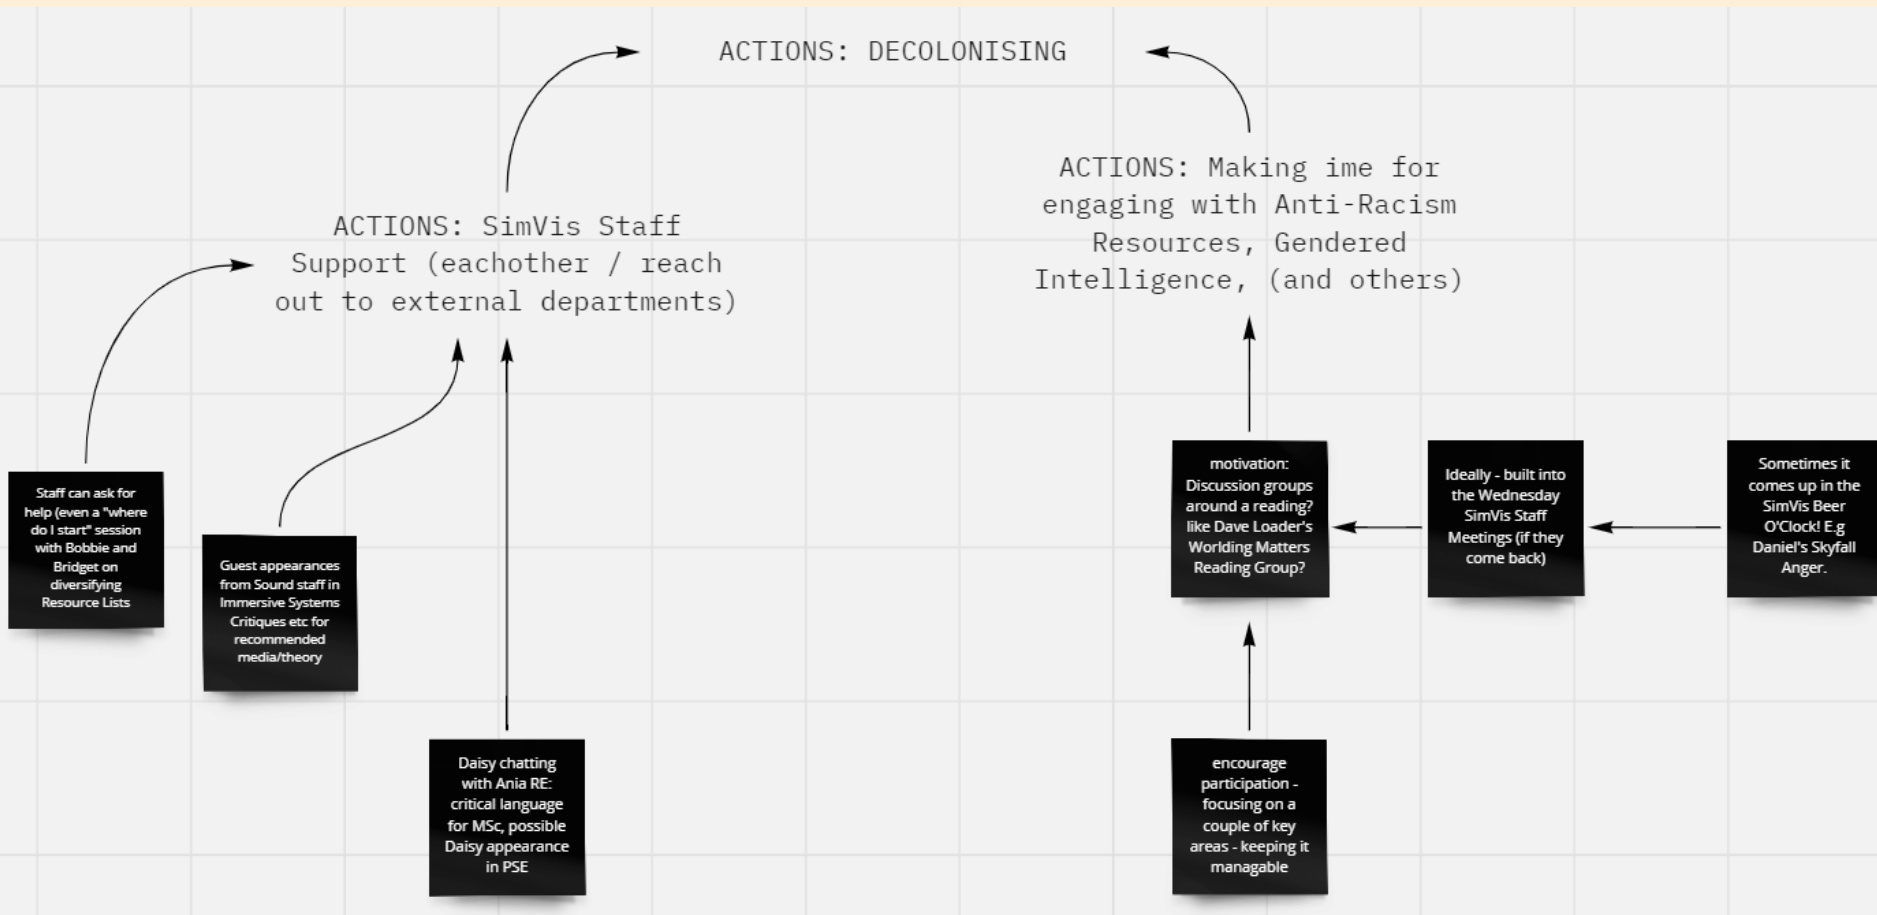 ACTIONS: DECOLONISING
ACTIONS: SimVis Staff
Support (eachother / reach
out to external departments)
ACTIONS: Making ime for
engaging with Anti-Racism
Resources, Gendered
Intelligence, (and others)
Staff can ask for
help (even a "where
do I start" session
with Bobbie and
Bridget on
diversifying
Resource Lists
Guest appearances
from Sound staff in
Immersive Systems
Critiques etc for
recommended
media/theory
Daisy chatting
with Ania RE:
critical language
for MSc, possible
Daisy appearance
in PSE
motivation:
Discussion groups
around a reading?
like Dave Loader's
Worlding Matters
Reading Group?
Ideally - built into
the Wednesday
SimVis Staff
Meetings (if they
come back)
Sometimes it
comes up in the
SimVis Beer
O'Clock! E.g
Daniel's Skyfall
Anger.
encourage
participation -
focusing on a
couple of key
areas - keeping it
managable